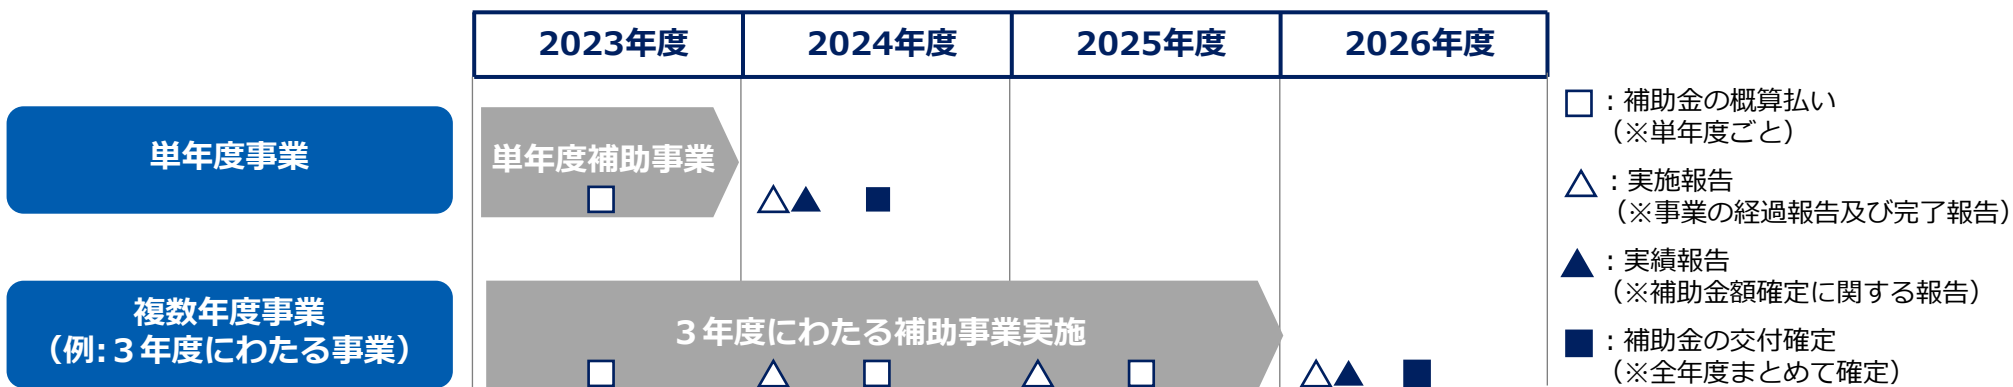 2023年度
2024年度
2025年度
2026年度
単年度事業
単年度補助事業
複数年度事業
（例:３年度にわたる事業）
３年度にわたる補助事業実施
□：補助金の概算払い
（※単年度ごと）
△：実施報告
（※事業の経過報告及び完了報告）
▲：実績報告
（※補助金額確定に関する報告）
■：補助金の交付確定
（※全年度まとめて確定）